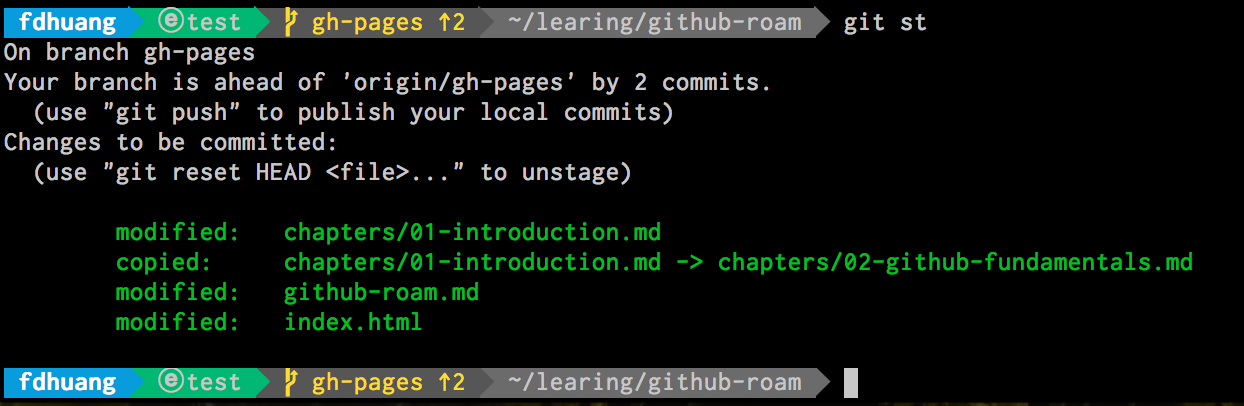 fdhuang ⓔtest gh-pages ↑2 ~/learing/github-roam git st
On branch gh-pages
Your branch is ahead of 'origin/gh-pages' by 2 commits.
  (use "git push" to publish your local commits)
Changes to be committed:
  (use "git reset HEAD <file>..." to unstage)
modified:   chapters/01-introduction.md
copied:     chapters/01-introduction.md -> chapters/02-github-fundamentals.md
modified:   github-roam.md
modified:   index.html
fdhuang ⓔtest gh-pages ↑2 ~/learing/github-roam